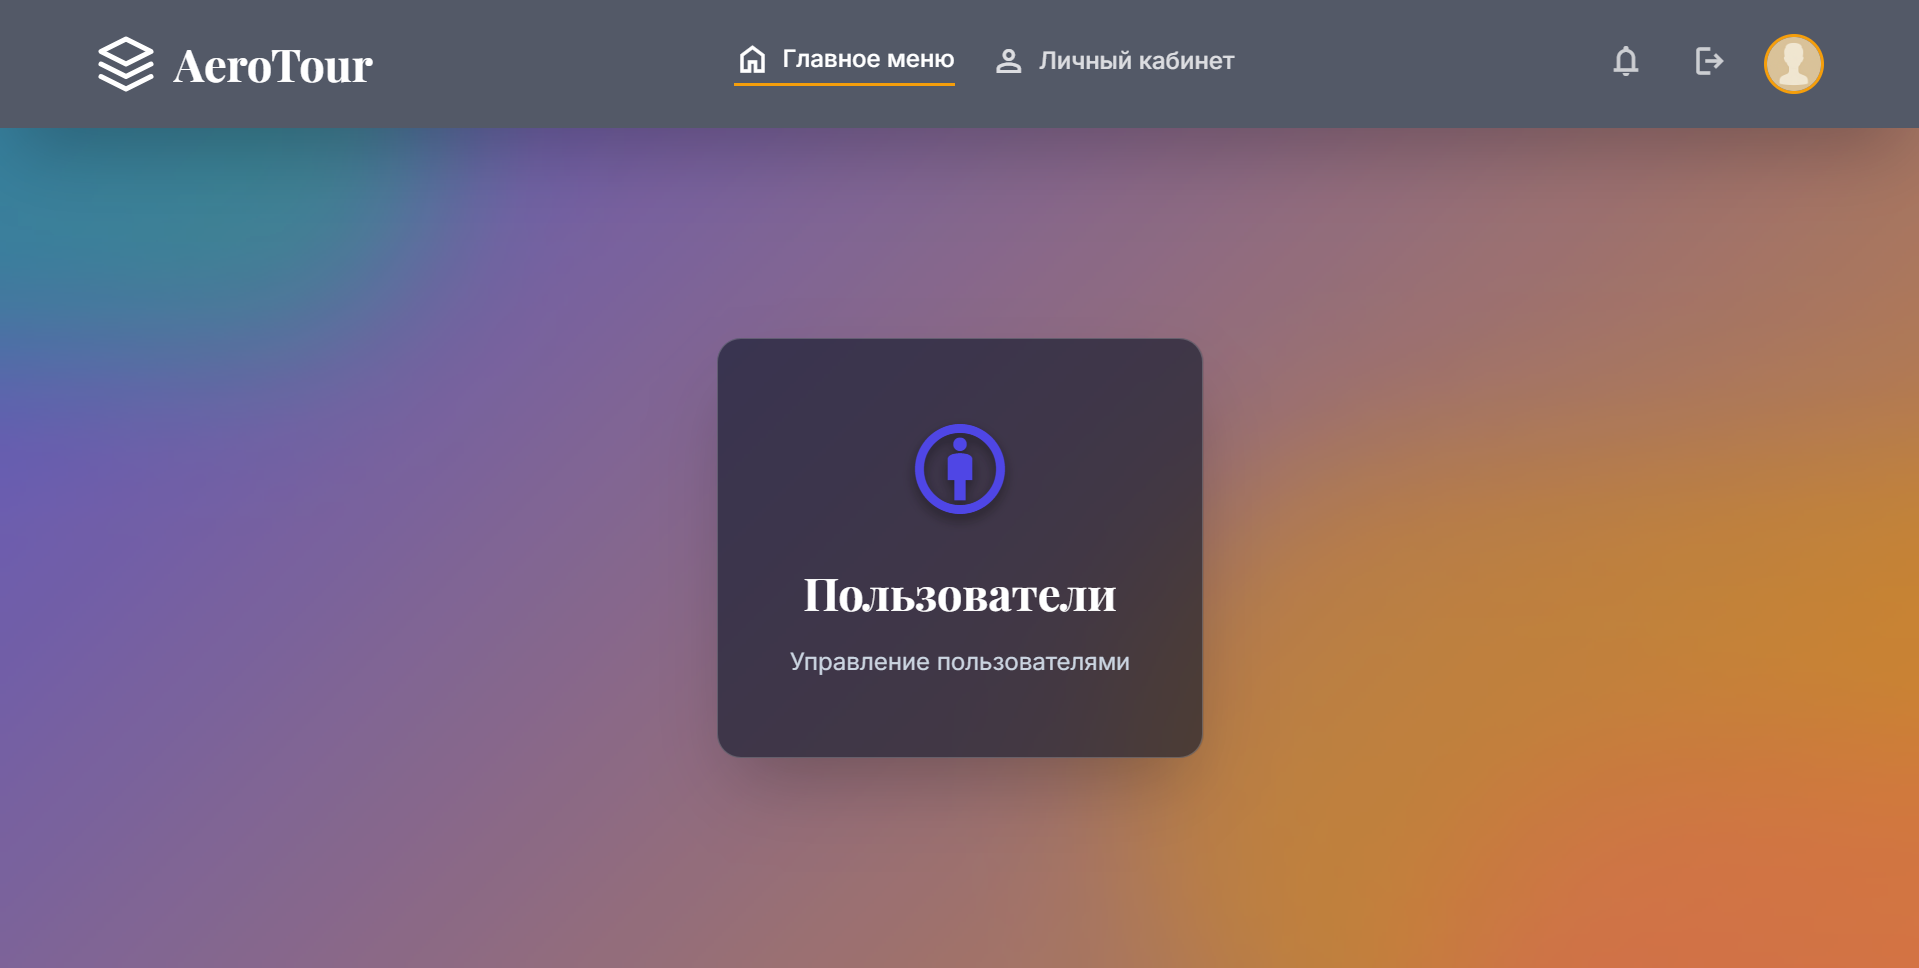 AeroTour
Главное меню
Личный кабинет
Пользователи
Управление пользователями